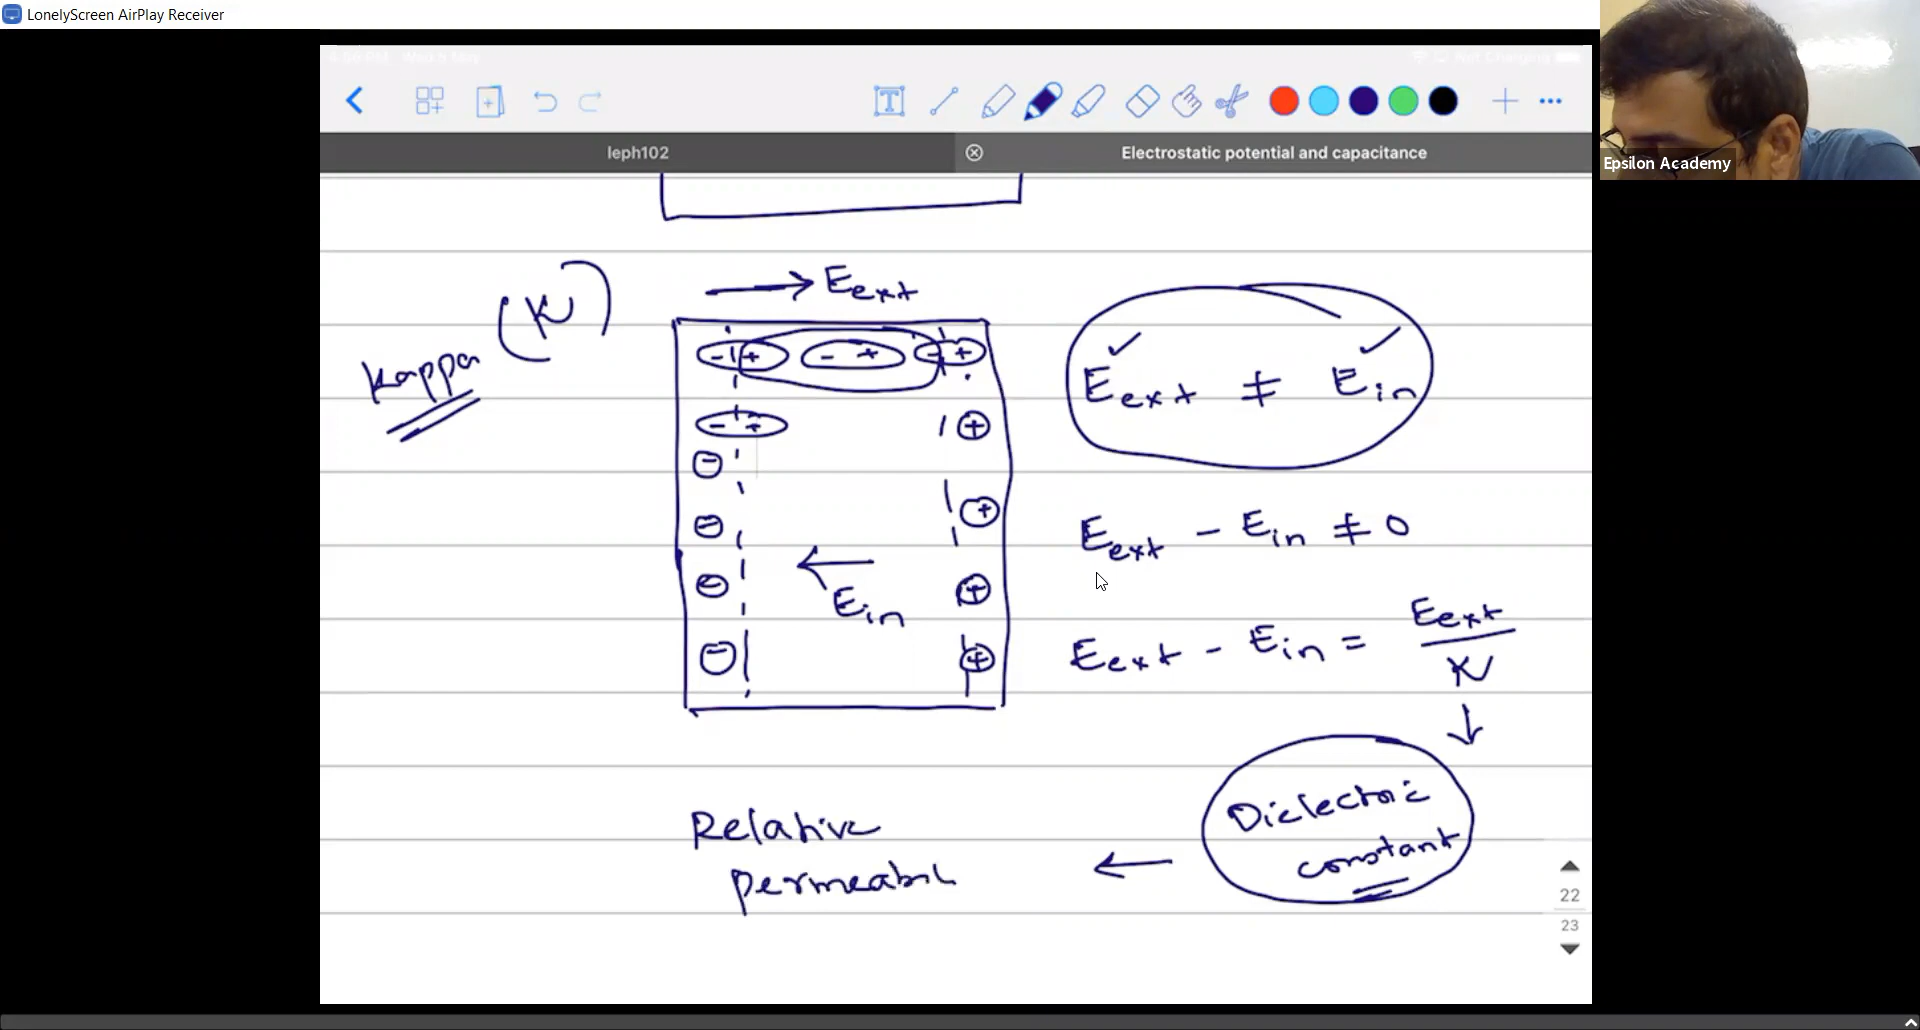 LonelyScreen AirPlay Receiver
T
leph102
Electrostatic potential and capacitance
Epsilon Academy
→ Eext
(K)
Kappa
- + - + - +
Eext ≠ Ein
- + +
-
- +
- ← +
Ein
- +
Eext - Ein ≠ 0
Eext - Ein = Eext/K
↓
Dielectric
constant
←
Relative
permeabil
22
23